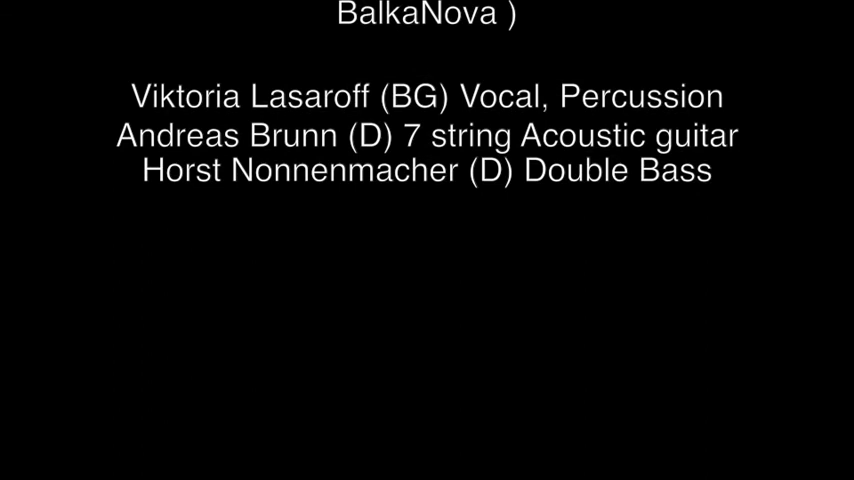 BalkaNova )
Viktoria Lasaroff (BG) Vocal, Percussion
Andreas Brunn (D) 7 string Acoustic guitar
Horst Nonnenmacher (D) Double Bass